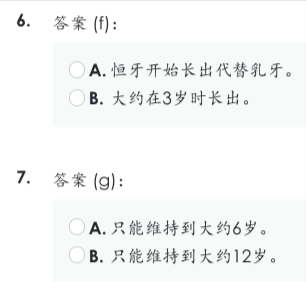 6. 答案 (f)：
A. 恒牙开始长出代替乳牙。
B. 大约在3岁时长出。
7. 答案 (g)：
A. 只能维持到大约6岁。
B. 只能维持到大约12岁。